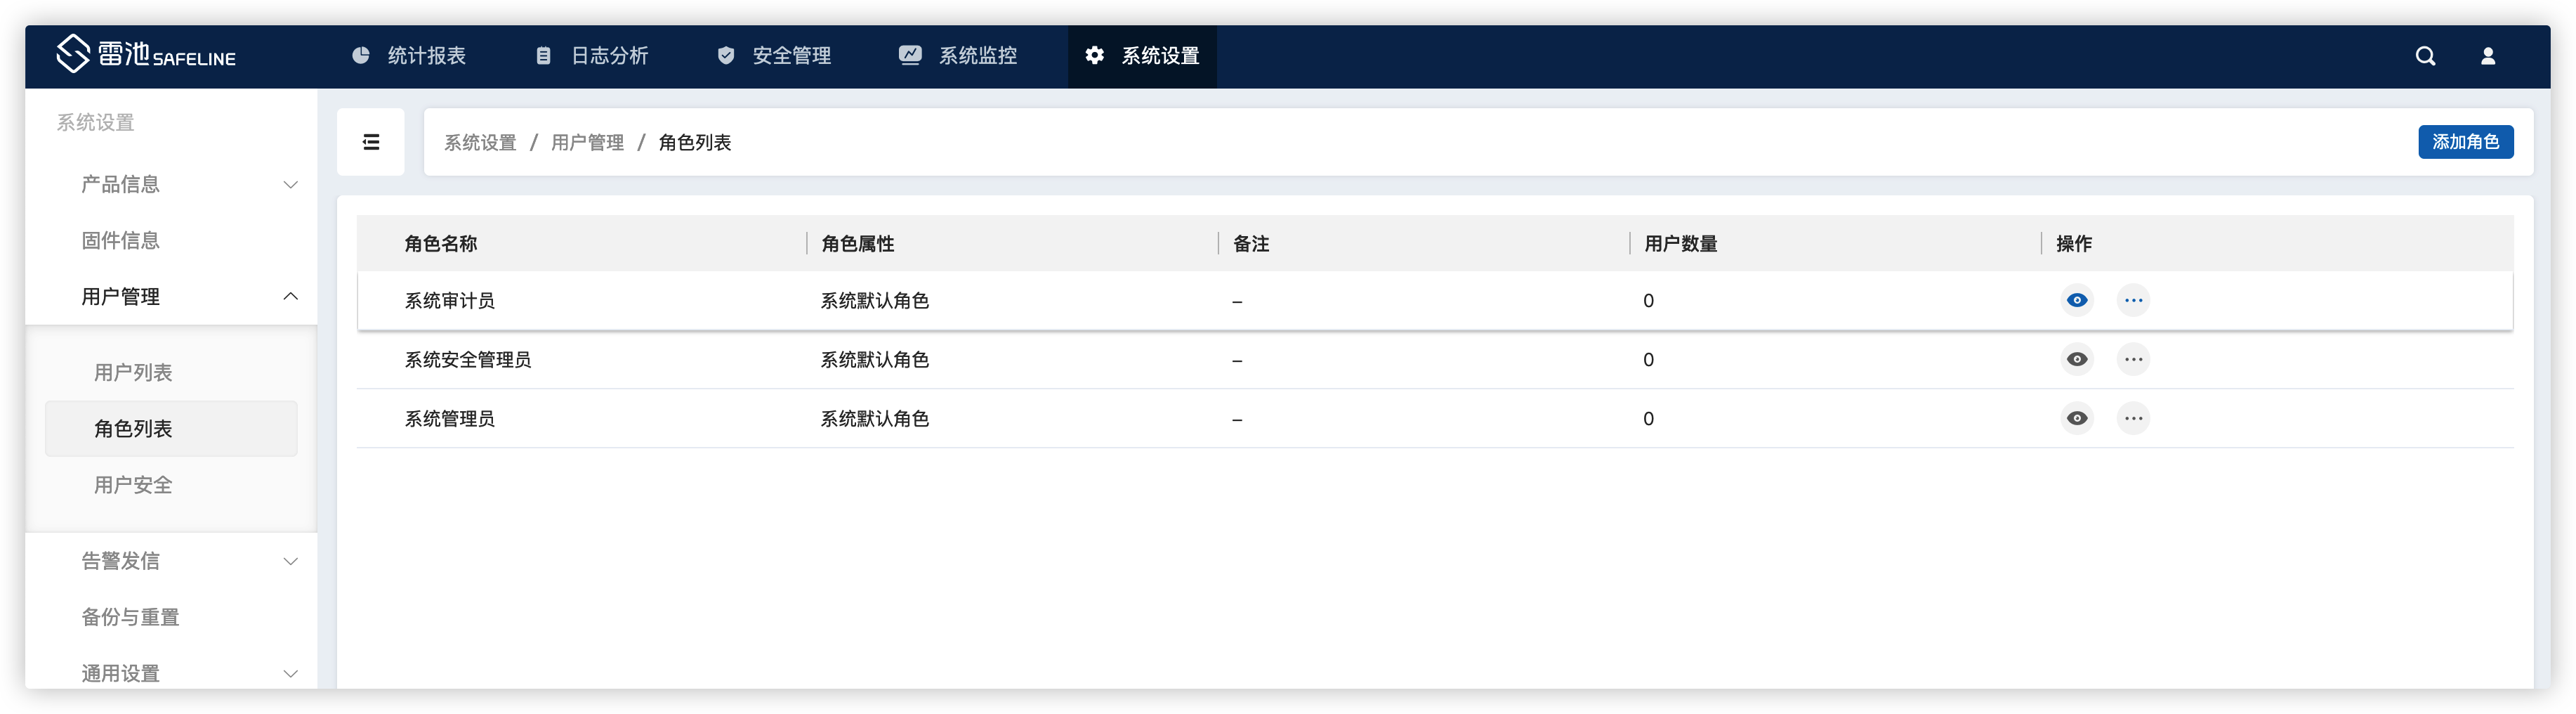 雷池 SAFELINE
统计报表
日志分析
安全管理
系统监控
系统设置
系统设置
产品信息
固件信息
用户管理
用户列表
角色列表
用户安全
告警发信
备份与重置
通用设置
系统设置 / 用户管理 / 角色列表
添加角色
角色名称 角色属性 备注 用户数量 操作
系统审计员 系统默认角色 – 0
系统安全管理员 系统默认角色 – 0
系统管理员 系统默认角色 – 0